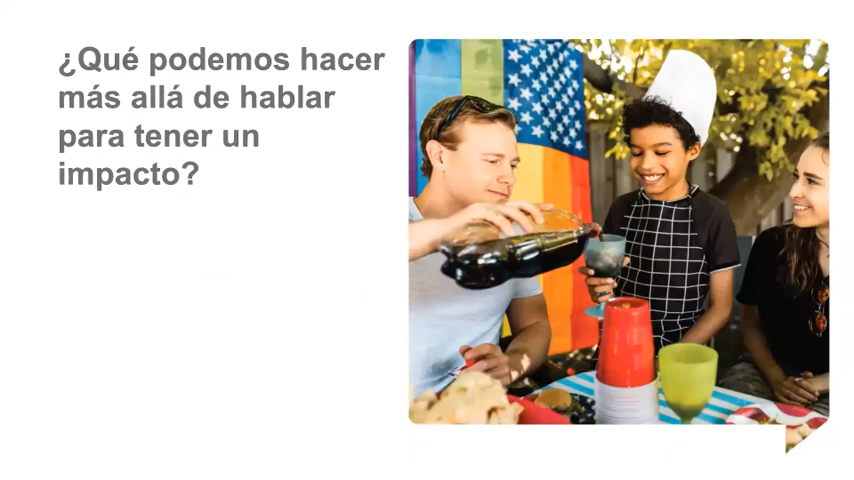 ¿Qué podemos hacer
más allá de hablar
para tener un
impacto?